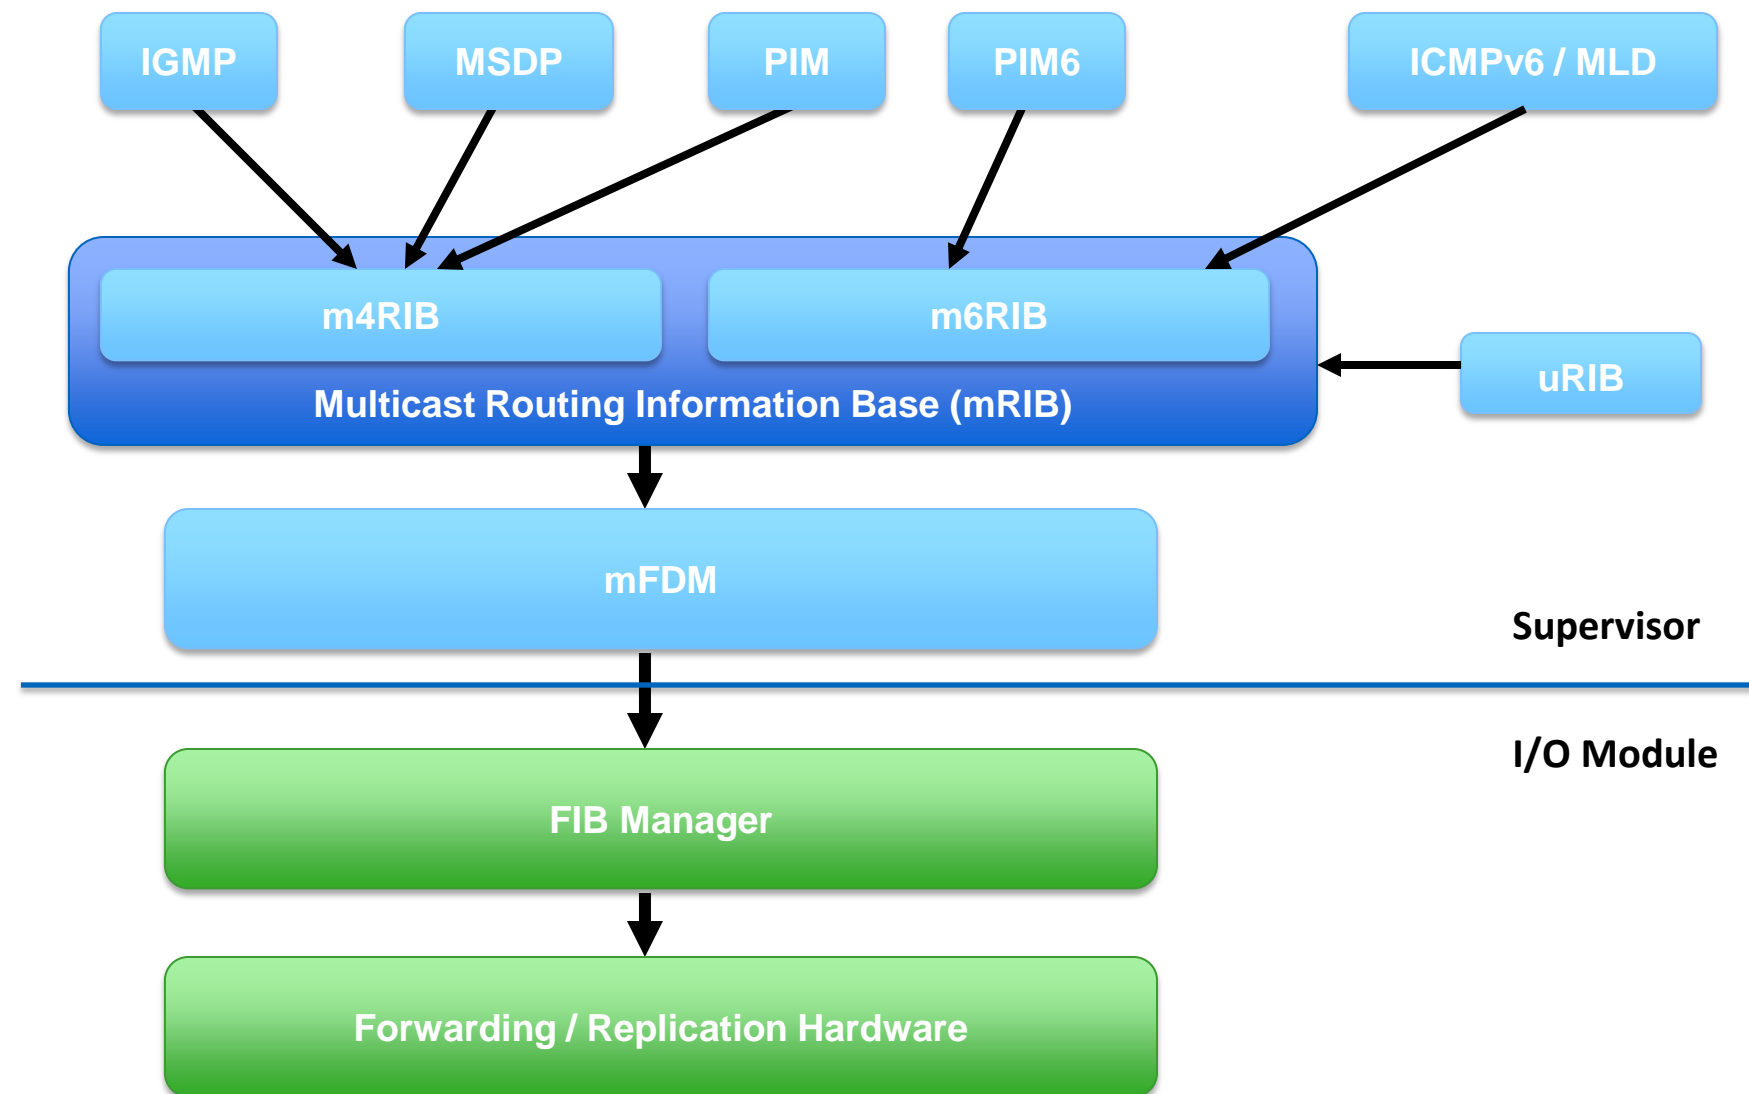 IGMP
MSDP
PIM
PIM6
ICMPv6 / MLD
m4RIB
m6RIB
uRIB
Multicast Routing Information Base (mRIB)
mFDM
Supervisor
I/O Module
FIB Manager
Forwarding / Replication Hardware